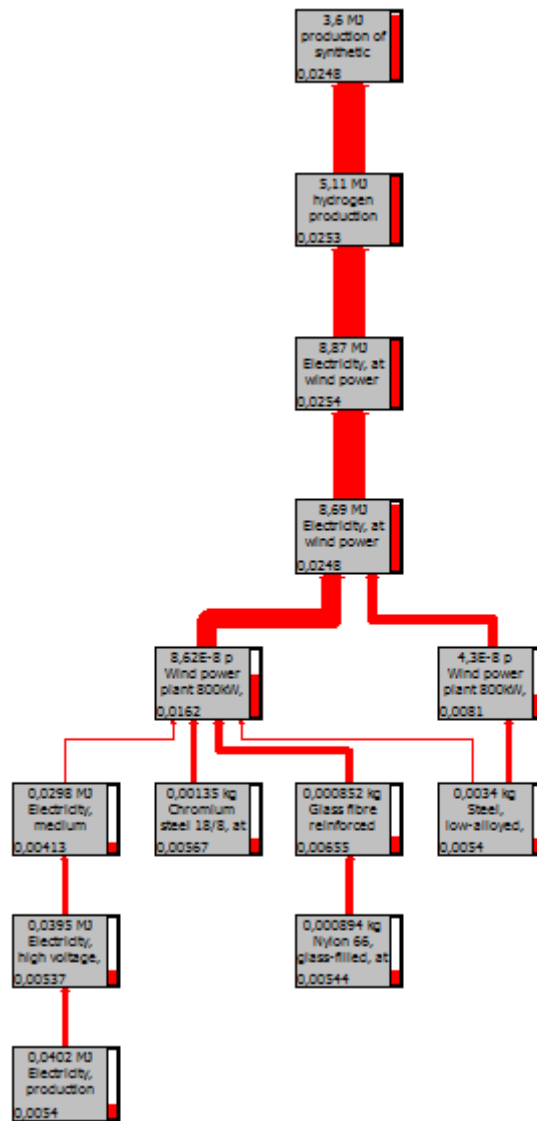 3,6 MJ
production of
synthetic
0,0248
5,11 MJ
hydrogen
production
0,0253
8,87 MJ
Electricity, at
wind power
0,0254
8,69 MJ
Electricity, at
wind power
0,0248
8,62E-8 p
Wind power
plant 800kW,
0,0162
4,3E-8 p
Wind power
plant 800kW,
0,0081
0,0298 MJ
Electricity,
medium
0,00413
0,00135 kg
Chromium
steel 18/8, at
0,00567
0,000852 kg
Glass fibre
reinforced
0,00655
0,0034 kg
Steel,
low-alloyed,
0,0054
0,0395 MJ
Electricity,
high voltage,
0,00537
0,000894 kg
Nylon 66,
glass-filled, at
0,00544
0,0402 MJ
Electricity,
production
0,0054